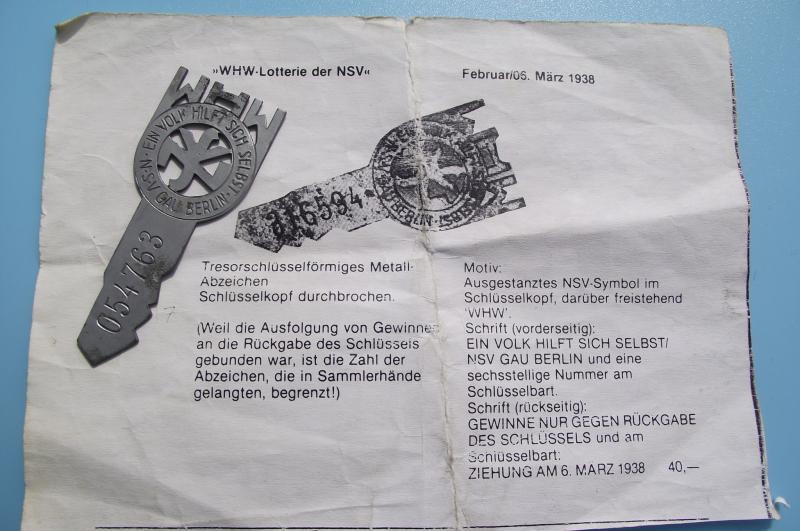 »WHW-Lotterie der NSV«
Februar/06. März 1938
WHW
EIN VOLK HILFT SICH SELBST
NSV GAU BERLIN
054763
316594
GAU BERLIN
Tresorschlüsselförmiges Metall-
Abzeichen
Schlüsselkopf durchbrochen.
(Weil die Ausfolgung von Gewinnen
an die Rückgabe des Schlüssels
gebunden war, ist die Zahl der
Abzeichen, die in Sammlerhände
gelangten, begrenzt!)
Motiv:
Ausgestanztes NSV-Symbol im
Schlüsselkopf, darüber freistehend
'WHW'.
Schrift (vorderseitig):
EIN VOLK HILFT SICH SELBST/
NSV GAU BERLIN und eine
sechsstellige Nummer am
Schlüsselbart.
Schrift (rückseitig):
GEWINNE NUR GEGEN RÜCKGABE
DES SCHLÜSSELS und am
Schlüsselbart:
ZIEHUNG AM 6. MÄRZ 1938 40,—